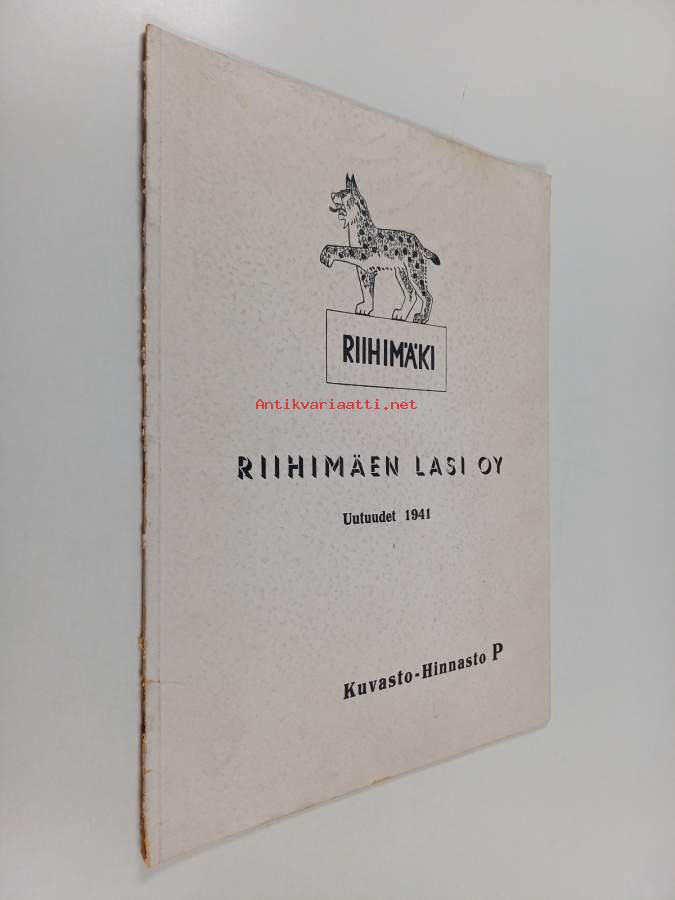 RIIHIMÄKI
Antikvariaatti.net
RIIHIMÄEN LASI OY
Uutuudet 1941
Kuvasto-Hinnasto P